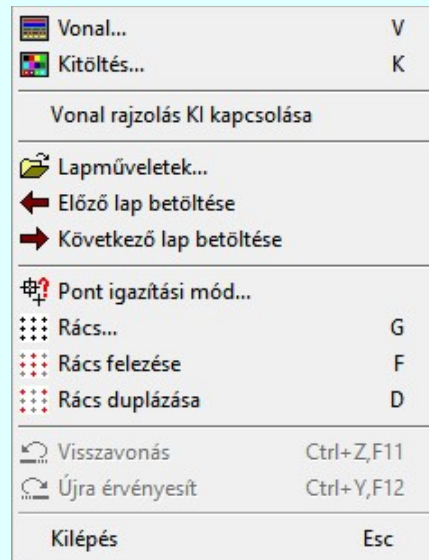 Vonal... V
Kitöltés... K
Vonal rajzolás KI kapcsolása
Lapműveletek...
Előző lap betöltése
Következő lap betöltése
Pont igazítási mód...
Rács... G
Rács felezése F
Rács duplázása D
Visszavonás Ctrl+Z,F11
Újra érvényesít Ctrl+Y,F12
Kilépés Esc